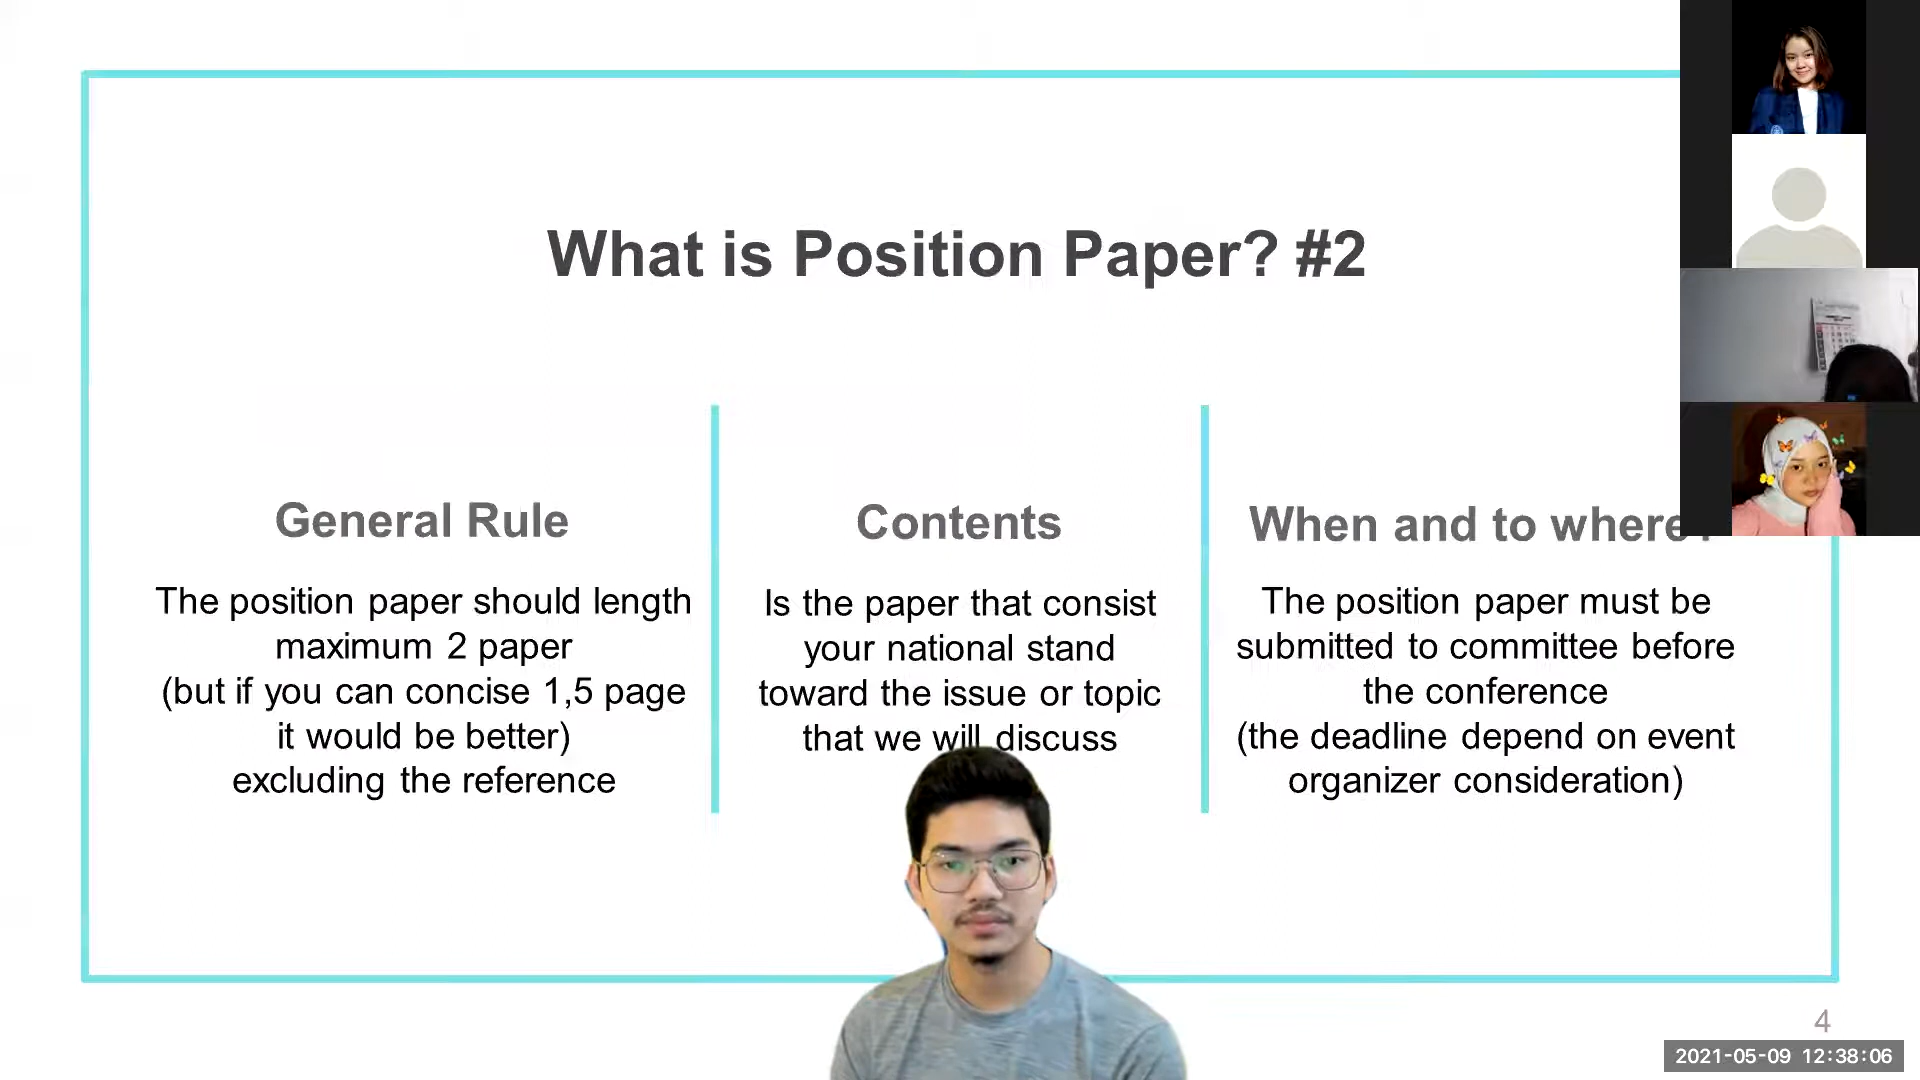 What is Position Paper? #2
General Rule
The position paper should length
maximum 2 paper
(but if you can concise 1,5 page
it would be better)
excluding the reference
Contents
Is the paper that consist
your national stand
toward the issue or topic
that we will discuss
When and to where?
The position paper must be
submitted to committee before
the conference
(the deadline depend on event
organizer consideration)
4
2021-05-09 12:38:06